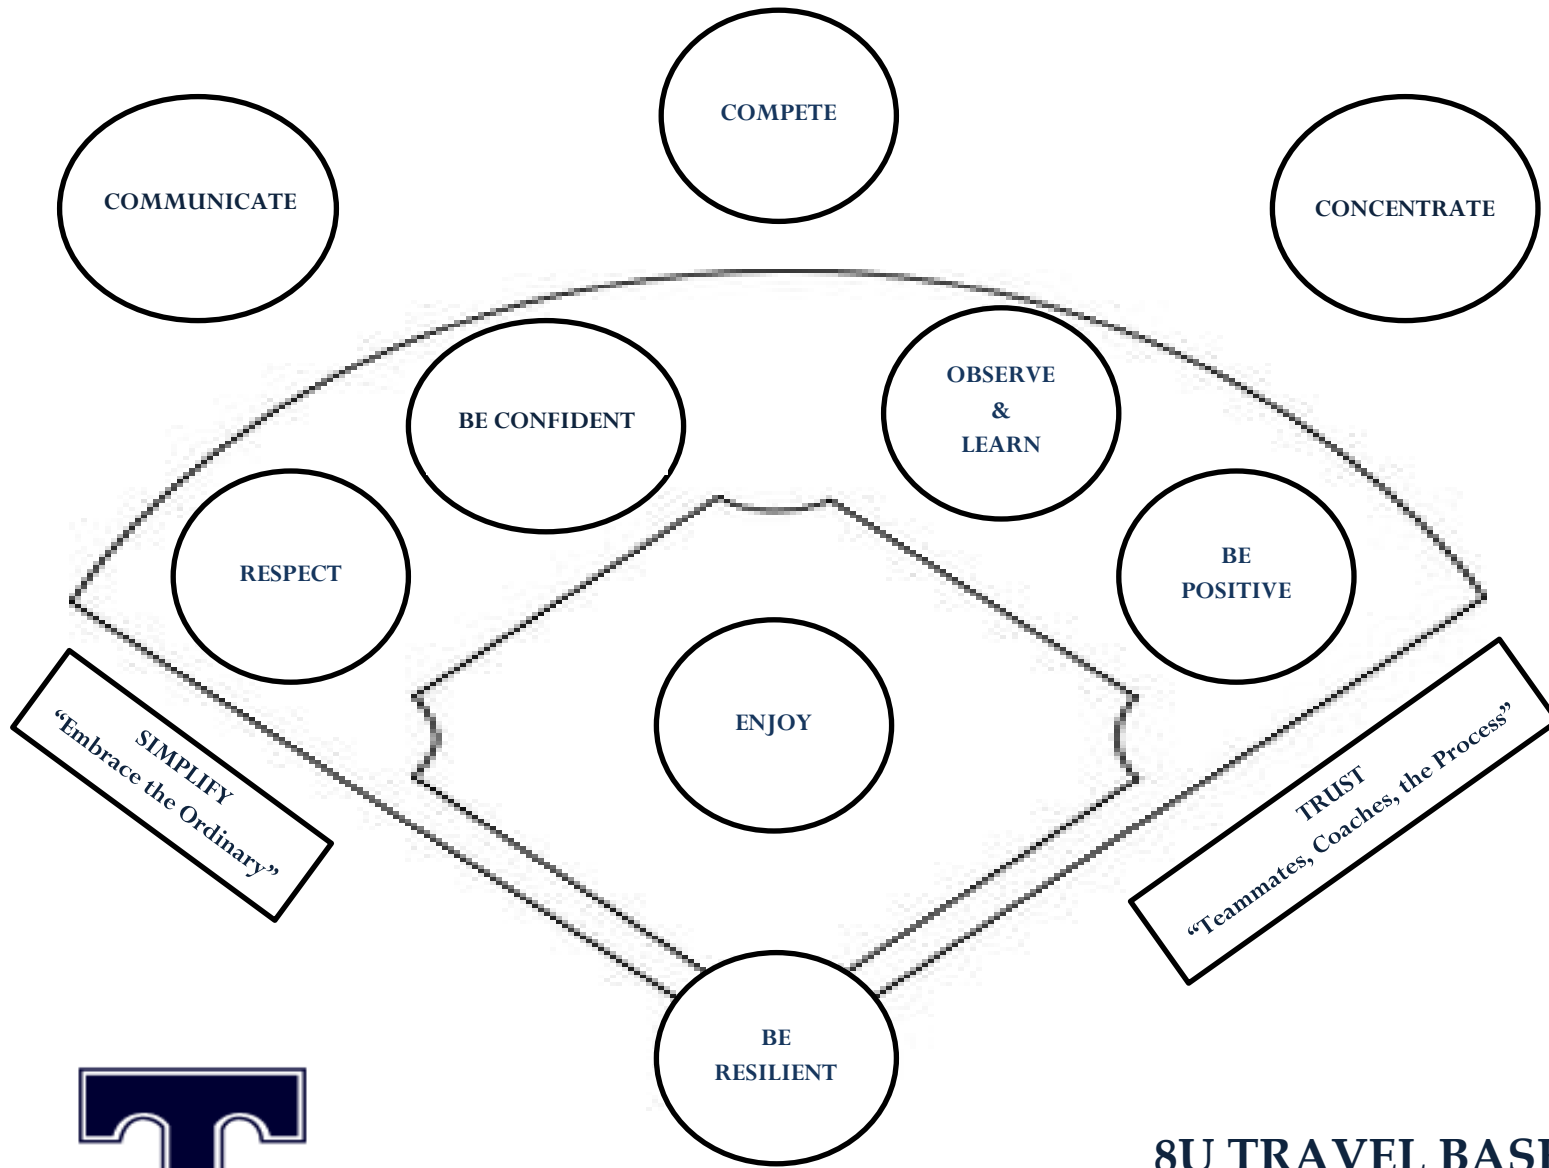 COMPETE
COMMUNICATE
CONCENTRATE
OBSERVE
&
LEARN
BE CONFIDENT
BE
POSITIVE
RESPECT
ENJOY
SIMPLIFY
“Embrace the Ordinary”
TRUST
“Teammates, Coaches, the Process”
BE
RESILIENT
T
8U TRAVEL